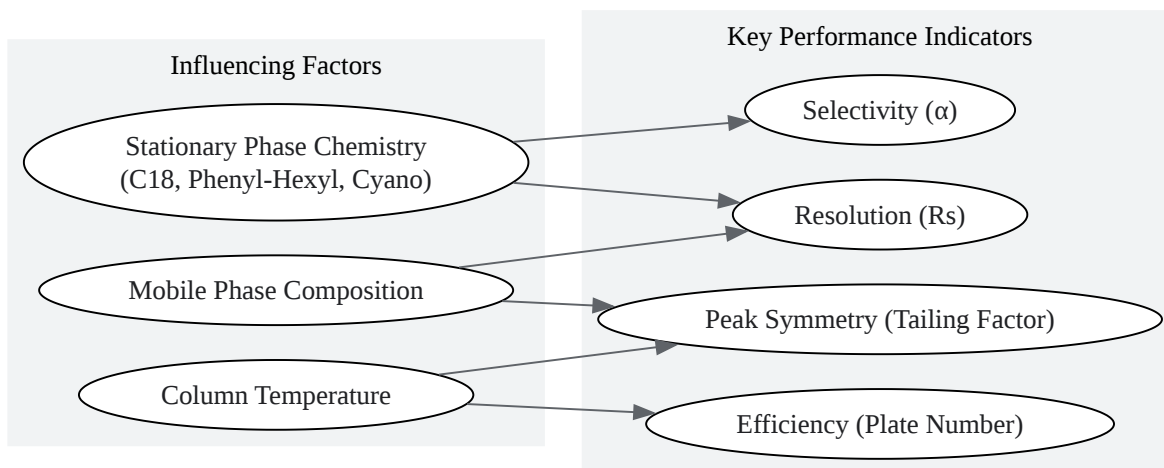 Influencing Factors
Stationary Phase Chemistry
(C18, Phenyl-Hexyl, Cyano)
Mobile Phase Composition
Column Temperature
Key Performance Indicators
Selectivity (α)
Resolution (Rs)
Peak Symmetry (Tailing Factor)
Efficiency (Plate Number)